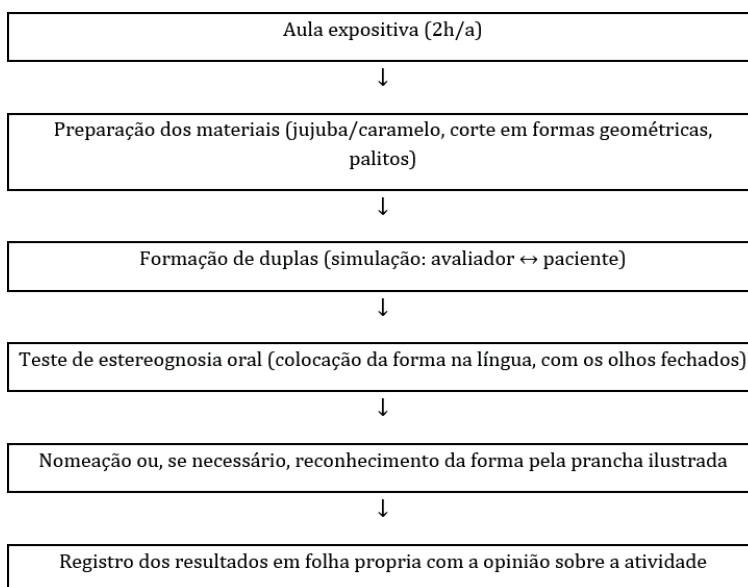 Aula expositiva (2h/a)
↓
Preparação dos materiais (jujuba/caramelo, corte em formas geométricas,
palitos)
↓
Formação de duplas (simulação: avaliador ↔ paciente)
↓
Teste de estereognosia oral (colocação da forma na língua, com os olhos fechados)
↓
Nomeação ou, se necessário, reconhecimento da forma pela prancha ilustrada
↓
Registro dos resultados em folha propria com a opinião sobre a atividade